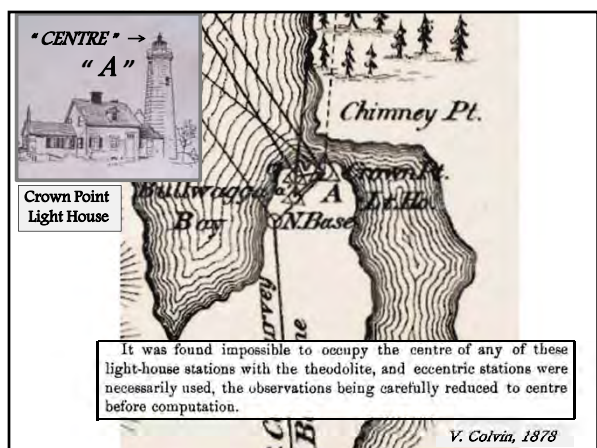 " CENTRE " →
" A "
Crown Point
Light House
Chimney Pt.
Crown Pt.
Lt. Ho.
A
Bullwagga
Bay
N. Base
It was found impossible to occupy the centre of any of these
light-house stations with the theodolite, and eccentric stations were
necessarily used, the observations being carefully reduced to centre
before computation.
V. Colvin, 1878